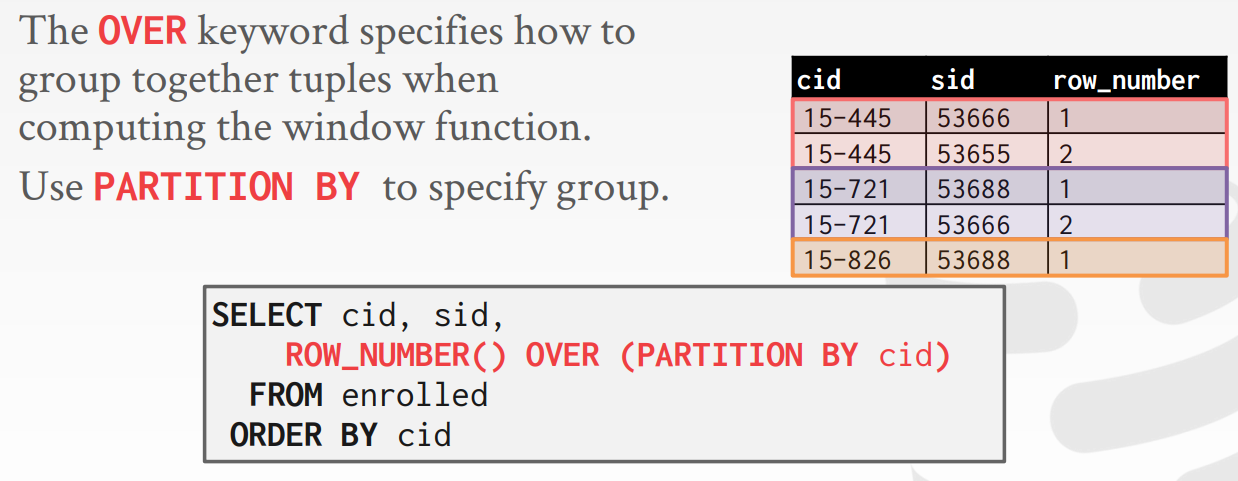 The OVER keyword specifies how to
group together tuples when
computing the window function.
Use PARTITION BY to specify group.
cid sid row_number
15-445 53666 1
15-445 53655 2
15-721 53688 1
15-721 53666 2
15-826 53688 1
SELECT cid, sid,
ROW_NUMBER() OVER (PARTITION BY cid)
FROM enrolled
ORDER BY cid